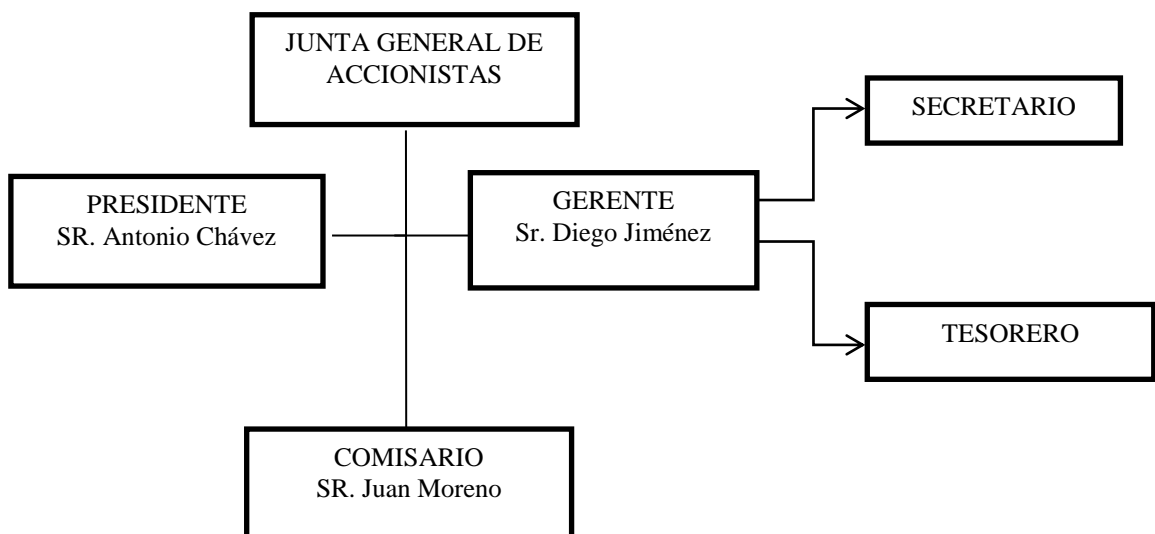 JUNTA GENERAL DE
ACCIONISTAS
SECRETARIO
PRESIDENTE
SR. Antonio Chávez
GERENTE
Sr. Diego Jiménez
TESORERO
COMISARIO
SR. Juan Moreno